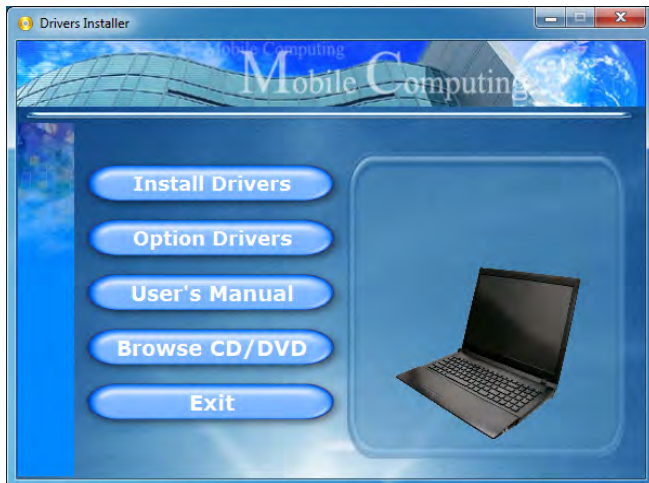 Drivers Installer
Mobile Computing
Mobile Computing
Install Drivers
Option Drivers
User's Manual
Browse CD/DVD
Exit